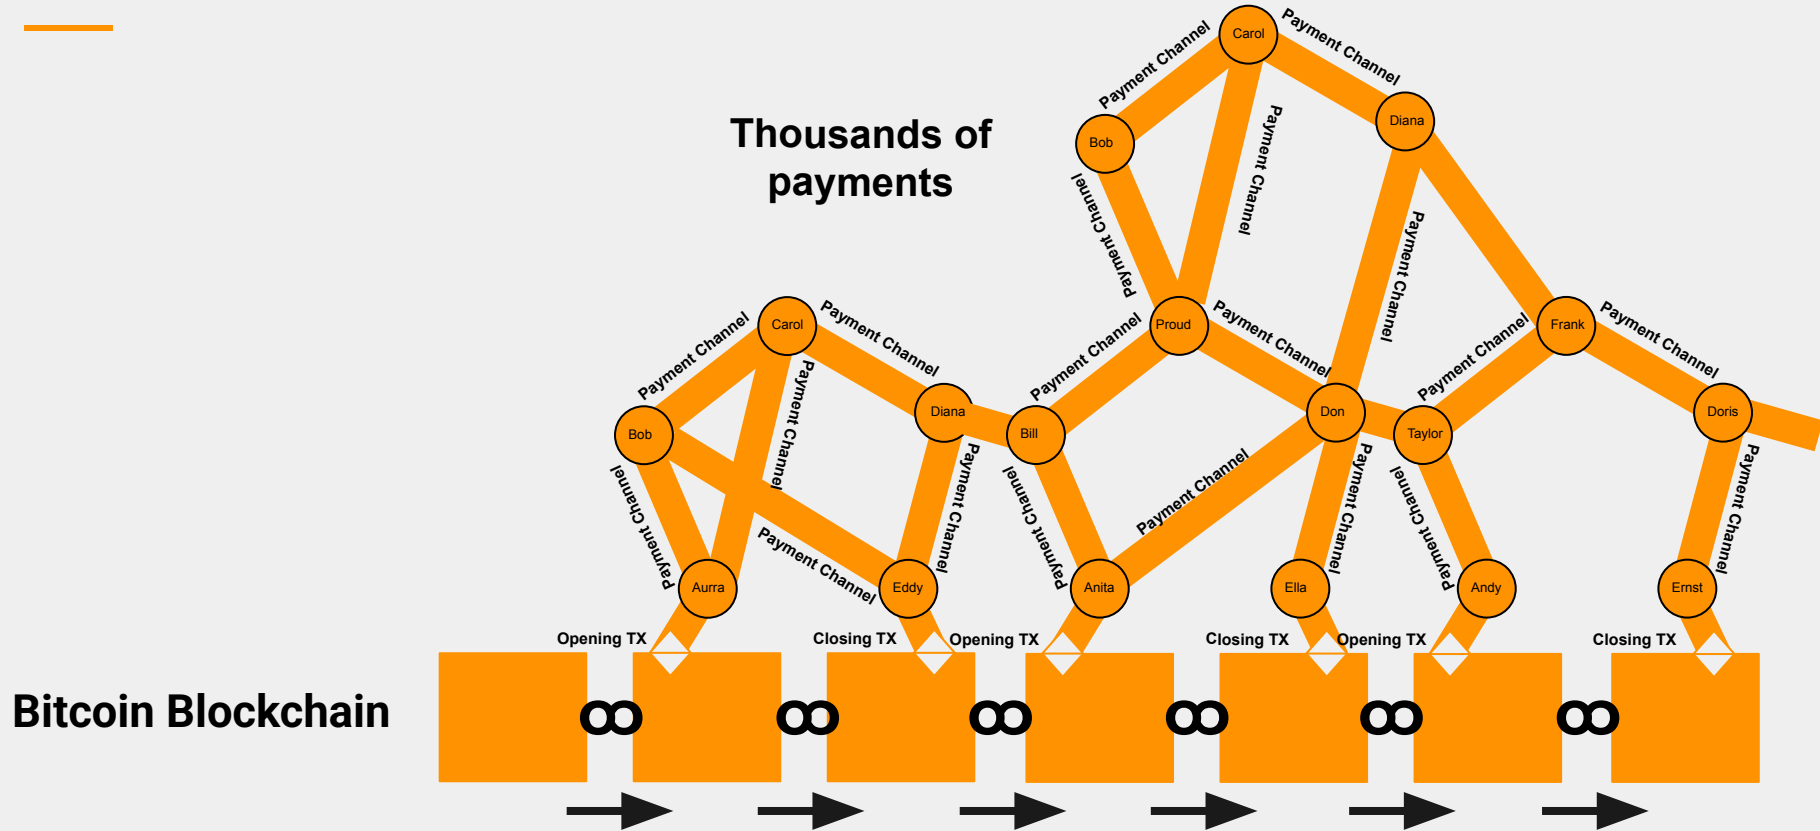 Carol
Payment Channel
Payment Channel
Diana
Bob
Payment Channel
Thousands of
payments
Payment Channel
Payment Channel
Proud
Payment Channel
Payment Channel
Frank
Payment Channel
Payment Channel
Carol
Payment Channel
Payment Channel
Payment Channel
Bob
Diana
Bill
Don
Taylor
Doris
Payment Channel
Payment Channel
Payment Channel
Payment Channel
Payment Channel
Payment Channel
Payment Channel
Payment Channel
Payment Channel
Aurra
Eddy
Anita
Ella
Andy
Ernst
Opening TX
Closing TX
Opening TX
Closing TX
Opening TX
Closing TX
Bitcoin Blockchain